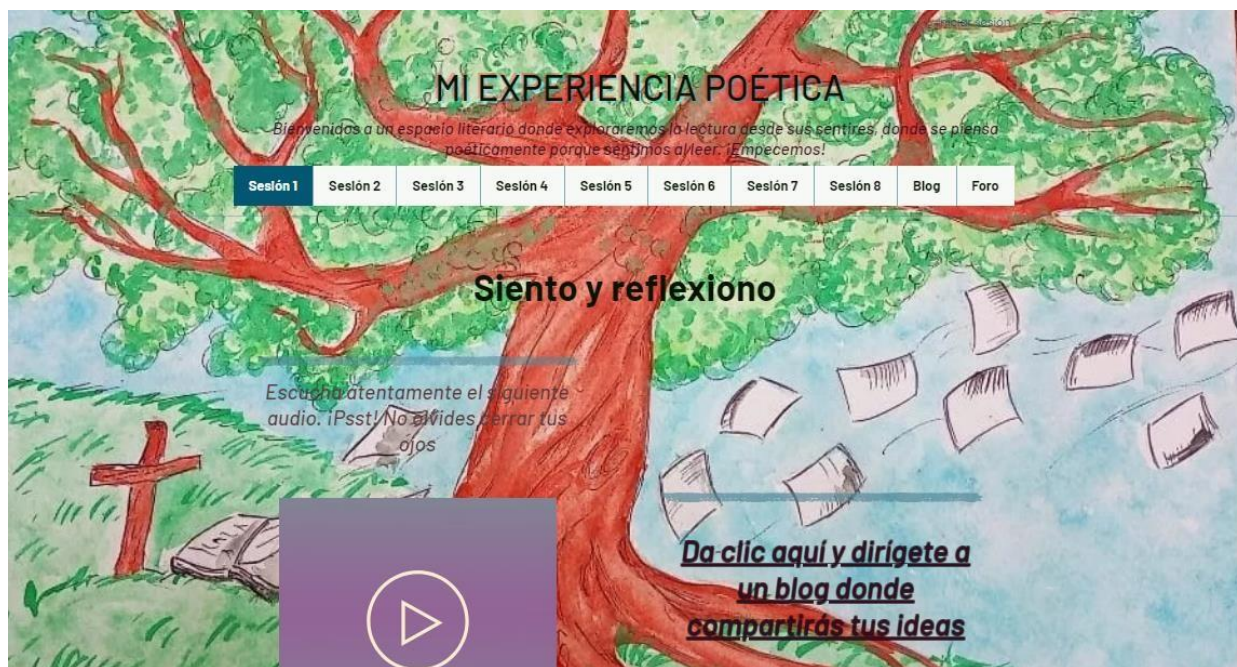 sesión
MI EXPERIENCIA POÉTICA
Bienvenidos a un espacio literario donde exploraremos la lectura desde sus sentires, donde se piensa
poéticamente porque sentimos al leer. ¡Empecemos!
Sesión 1 Sesión 2 Sesión 3 Sesión 4 Sesión 5 Sesión 6 Sesión 7 Sesión 8 Blog Foro
Siento y reflexiono
Escucha atentamente el siguiente
audio. ¡Psst! No olvides cerrar tus
ojos
Da clic aquí y dirígete a
un blog donde
compartirás tus ideas